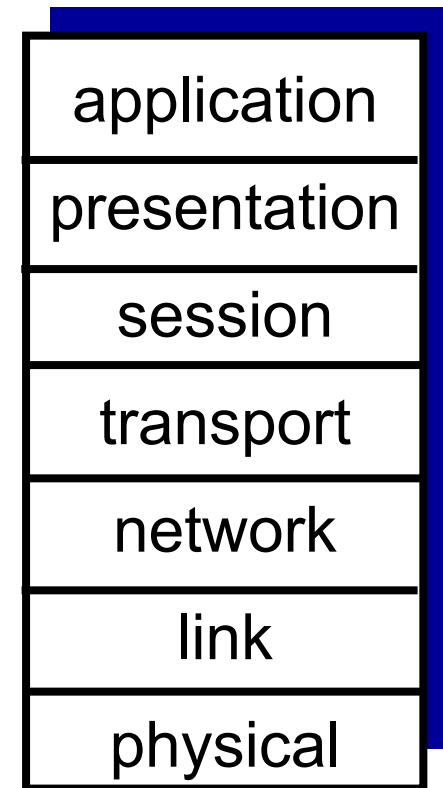 application
presentation
session
transport
network
link
physical